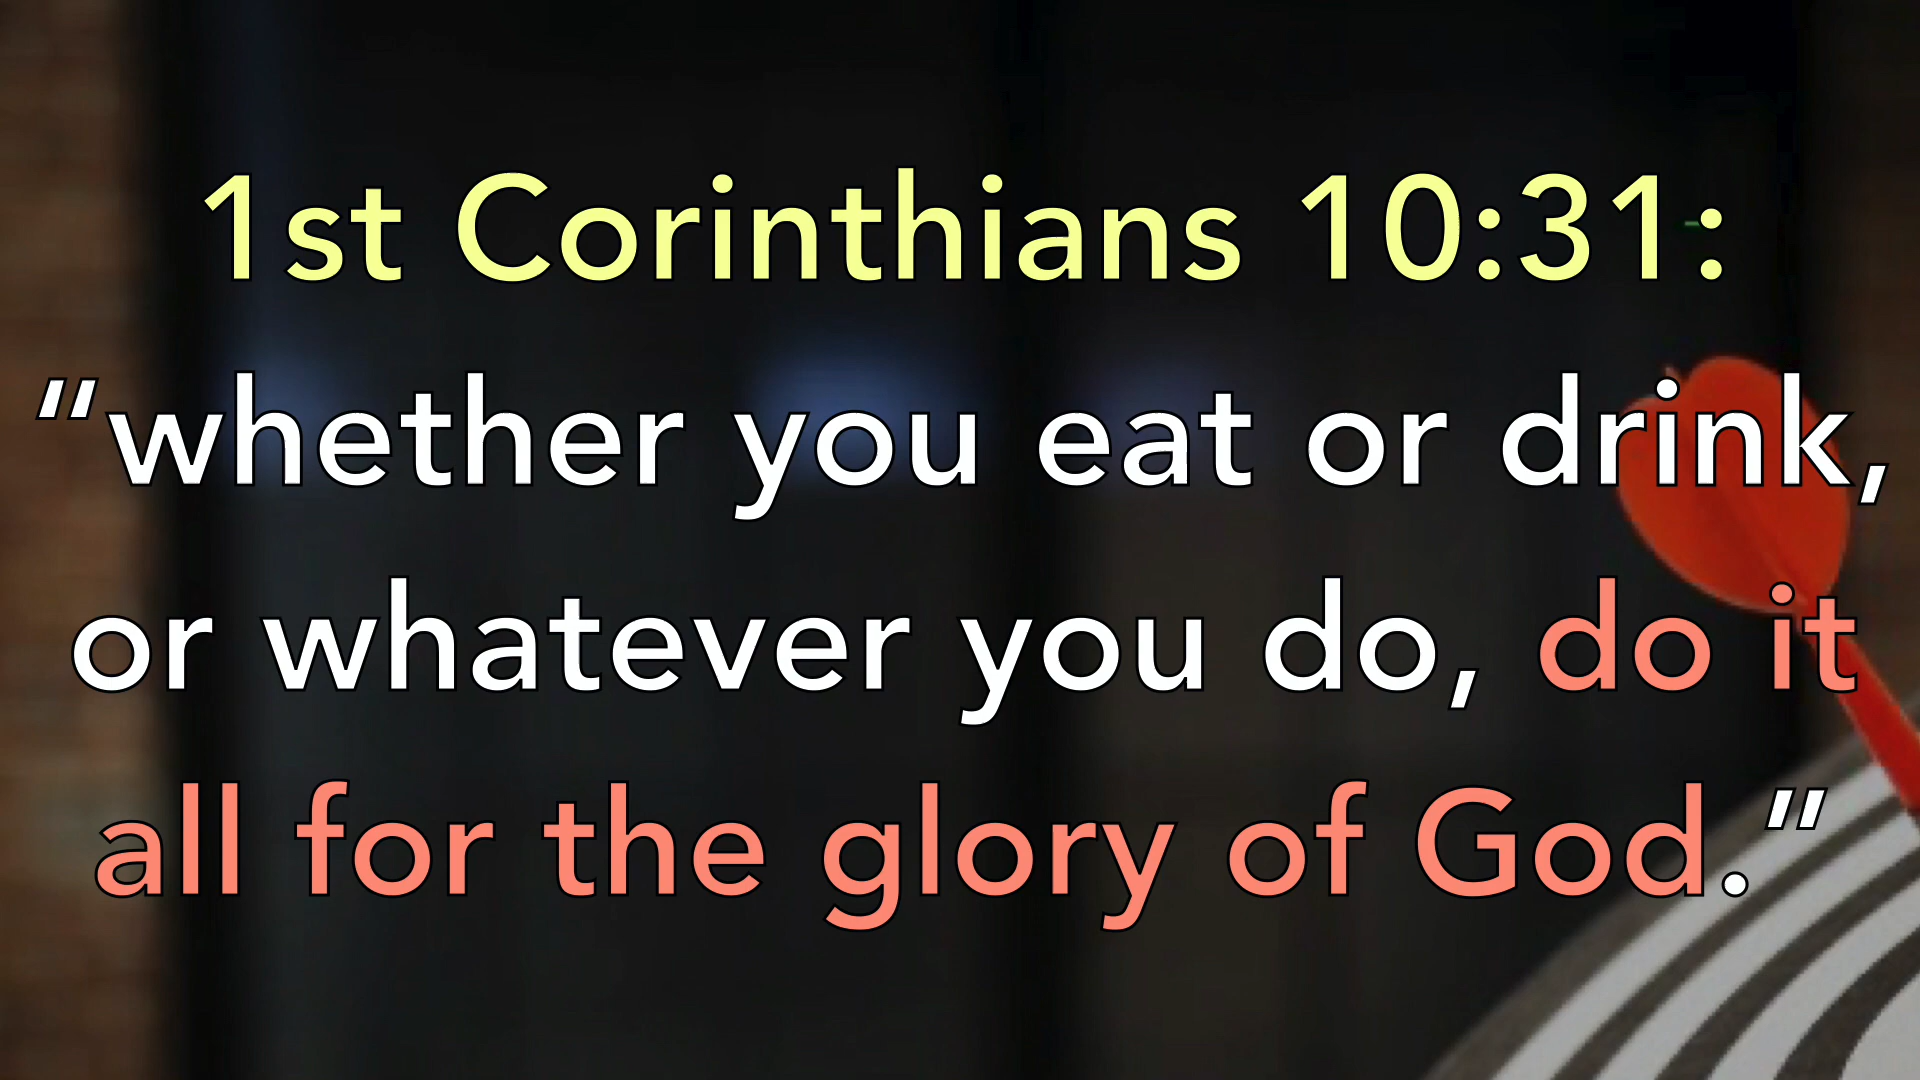 1st Corinthians 10:31:
“whether you eat or drink,
or whatever you do, do it
all for the glory of God.”